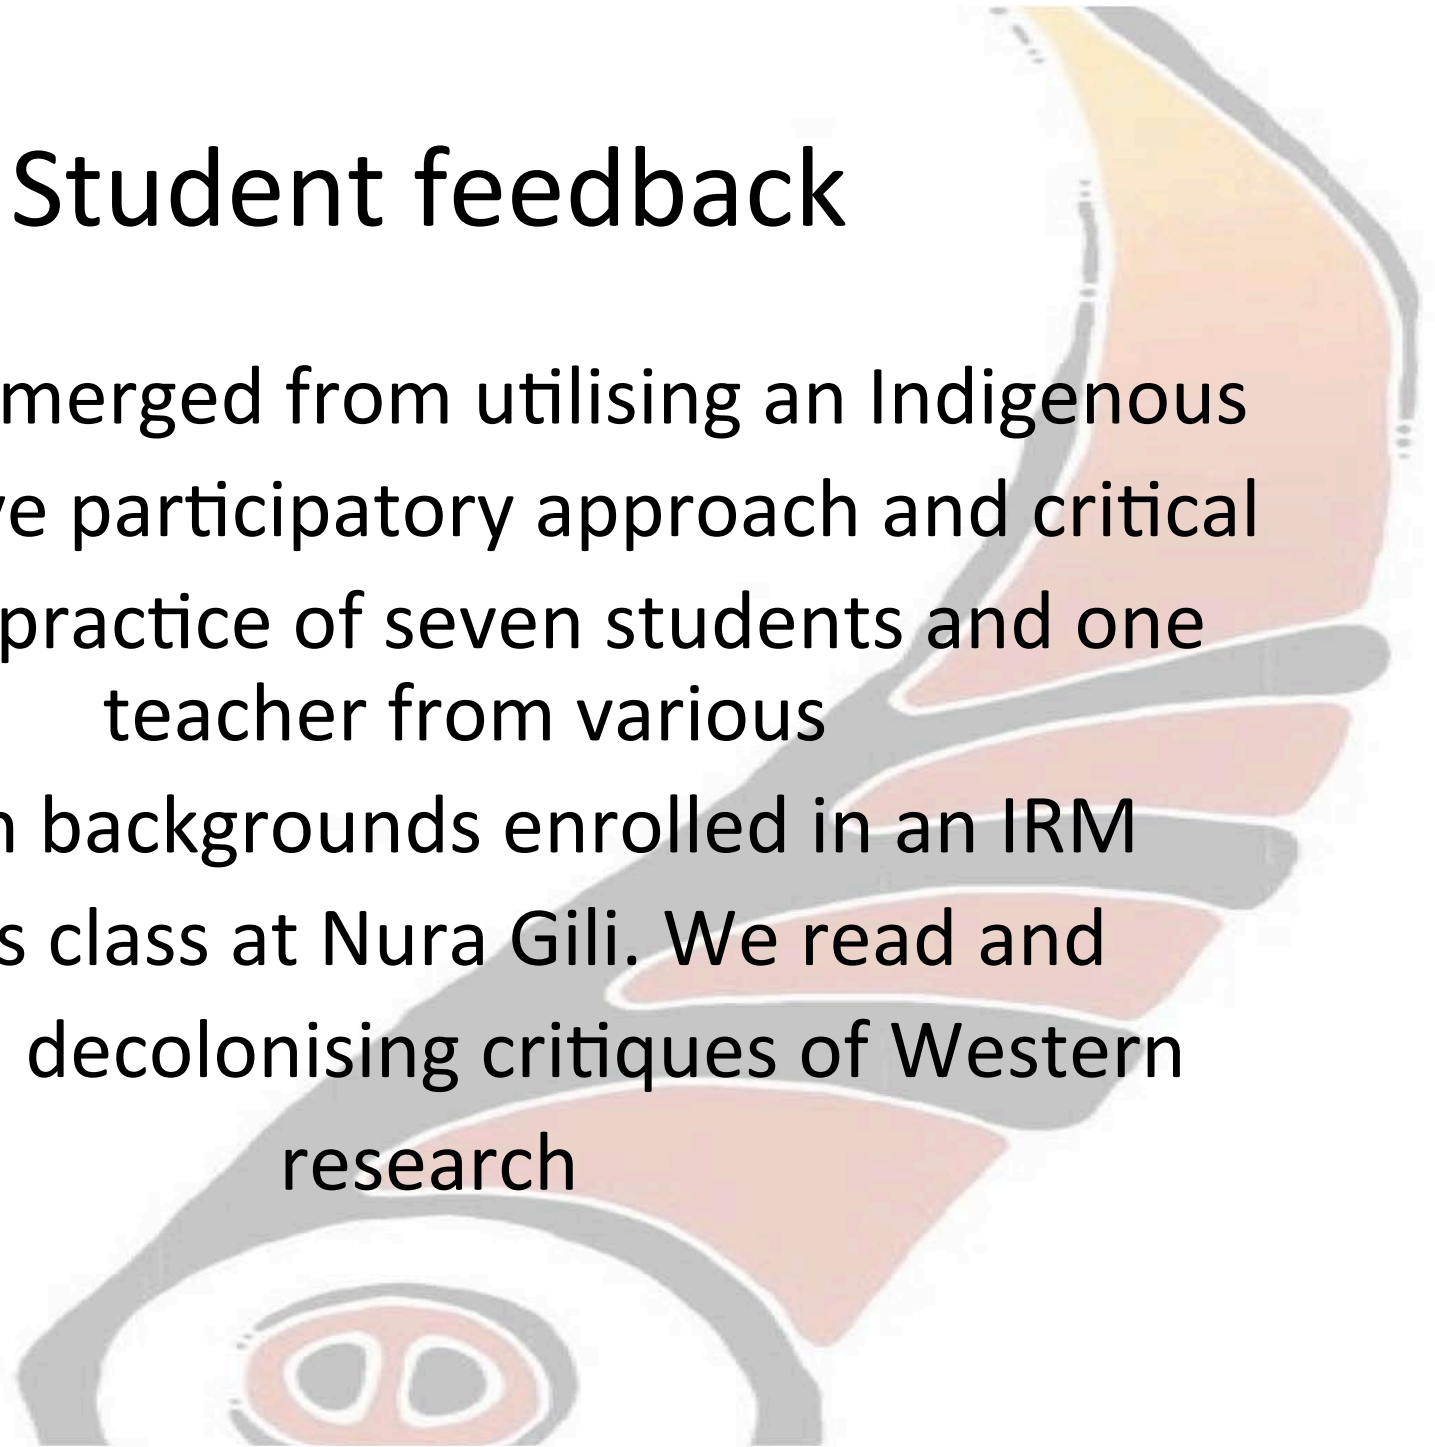 Student feedback
merged from utilising an Indigenous
ve participatory approach and critical
practice of seven students and one
teacher from various
backgrounds enrolled in an IRM
s class at Nura Gili. We read and
decolonising critiques of Western
research